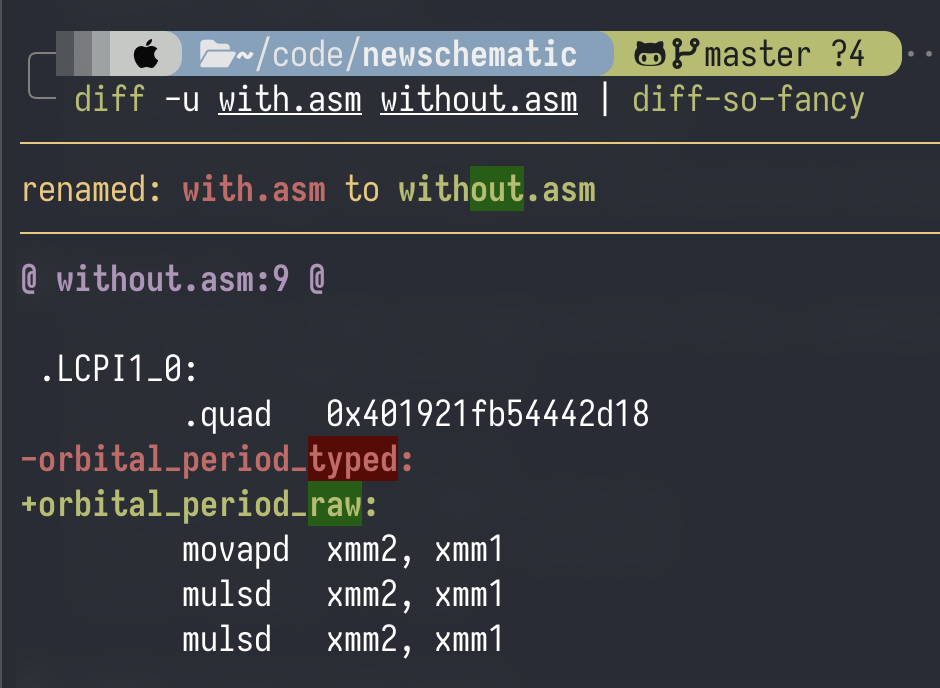 ~/code/newschematic master ?4
diff -u with.asm without.asm | diff-so-fancy
renamed: with.asm to without.asm
@ without.asm:9 @
.LCPI1_0:
.quad 0x401921fb54442d18
-orbital_period_typed:
+orbital_period_raw:
movapd xmm2, xmm1
mulsd xmm2, xmm1
mulsd xmm2, xmm1